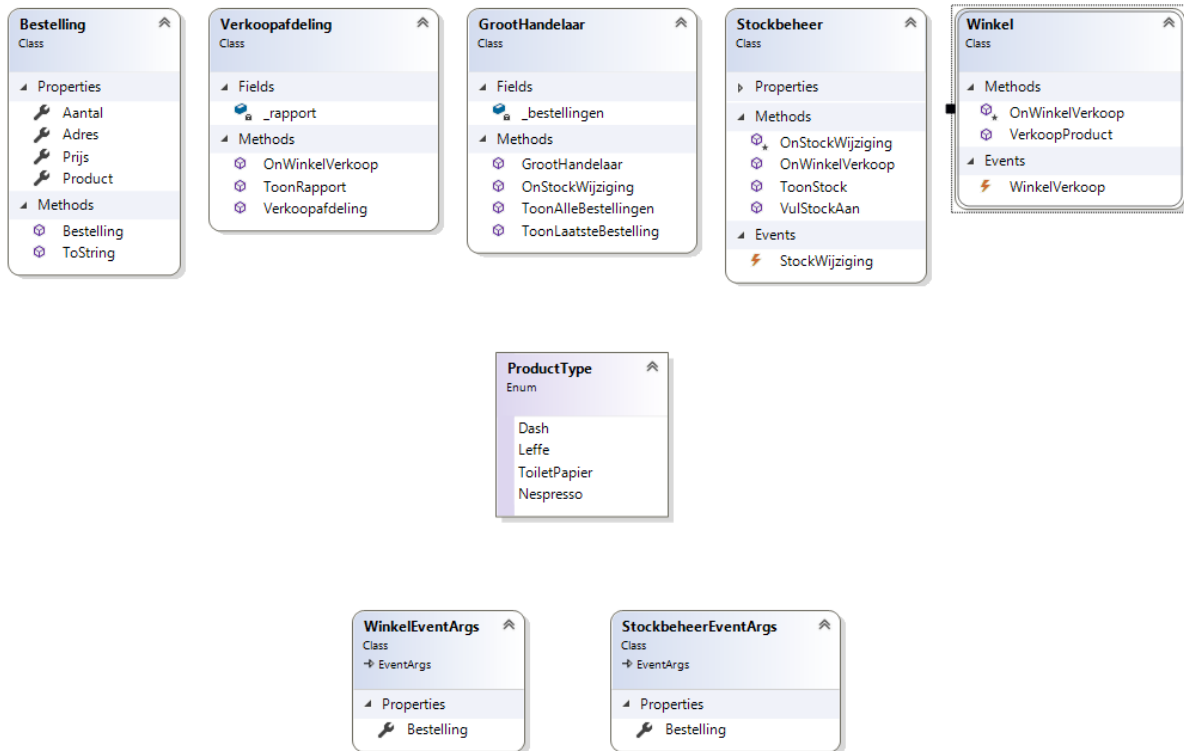 Bestelling
Class
Properties
Aantal
Adres
Prijs
Product
Methods
Bestelling
ToString
Verkoopafdeling
Class
Fields
_rapport
Methods
OnWinkelVerkoop
ToonRapport
Verkoopafdeling
GrootHandelaar
Class
Fields
_bestellingen
Methods
GrootHandelaar
OnStockWijziging
ToonAlleBestellingen
ToonLaatsteBestelling
Stockbeheer
Class
Properties
Methods
OnStockWijziging
OnWinkelVerkoop
ToonStock
VulStockAan
Events
StockWijziging
Winkel
Class
Methods
OnWinkelVerkoop
VerkoopProduct
Events
WinkelVerkoop
ProductType
Enum
Dash
Leffe
ToiletPapier
Nespresso
WinkelEventArgs
Class
EventArgs
Properties
Bestelling
StockbeheerEventArgs
Class
EventArgs
Properties
Bestelling